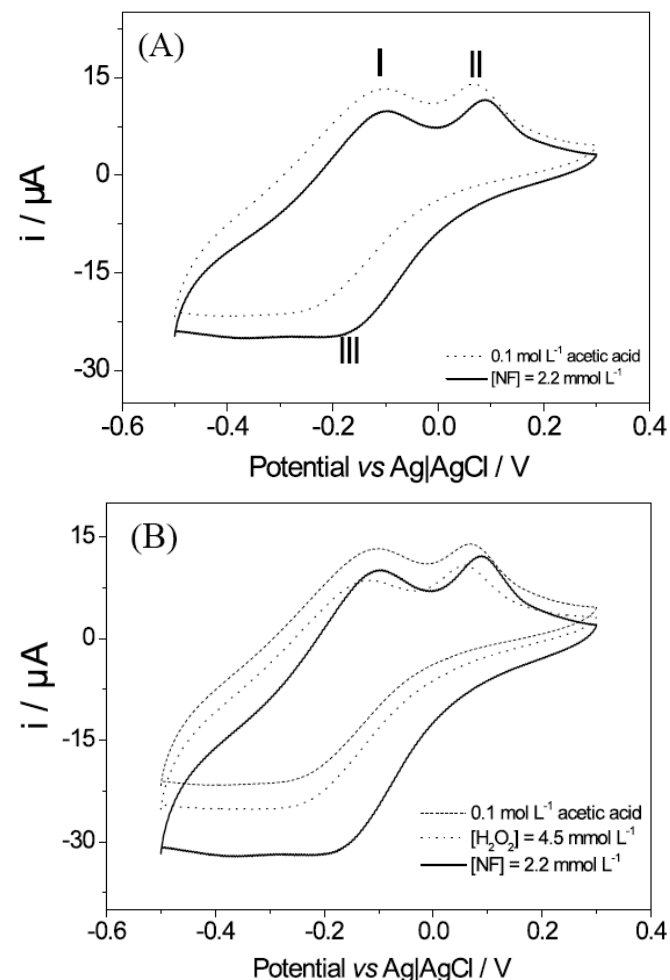 (A)
I II
15
0
-15
-30
i / µA
III
0.1 mol L⁻¹ acetic acid
[NF] = 2.2 mmol L⁻¹
-0.6 -0.4 -0.2 0.0 0.2 0.4
Potential vs Ag|AgCl / V
(B)
15
0
-15
-30
i / µA
0.1 mol L⁻¹ acetic acid
[H₂O₂] = 4.5 mmol L⁻¹
[NF] = 2.2 mmol L⁻¹
-0.6 -0.4 -0.2 0.0 0.2 0.4
Potential vs Ag|AgCl / V